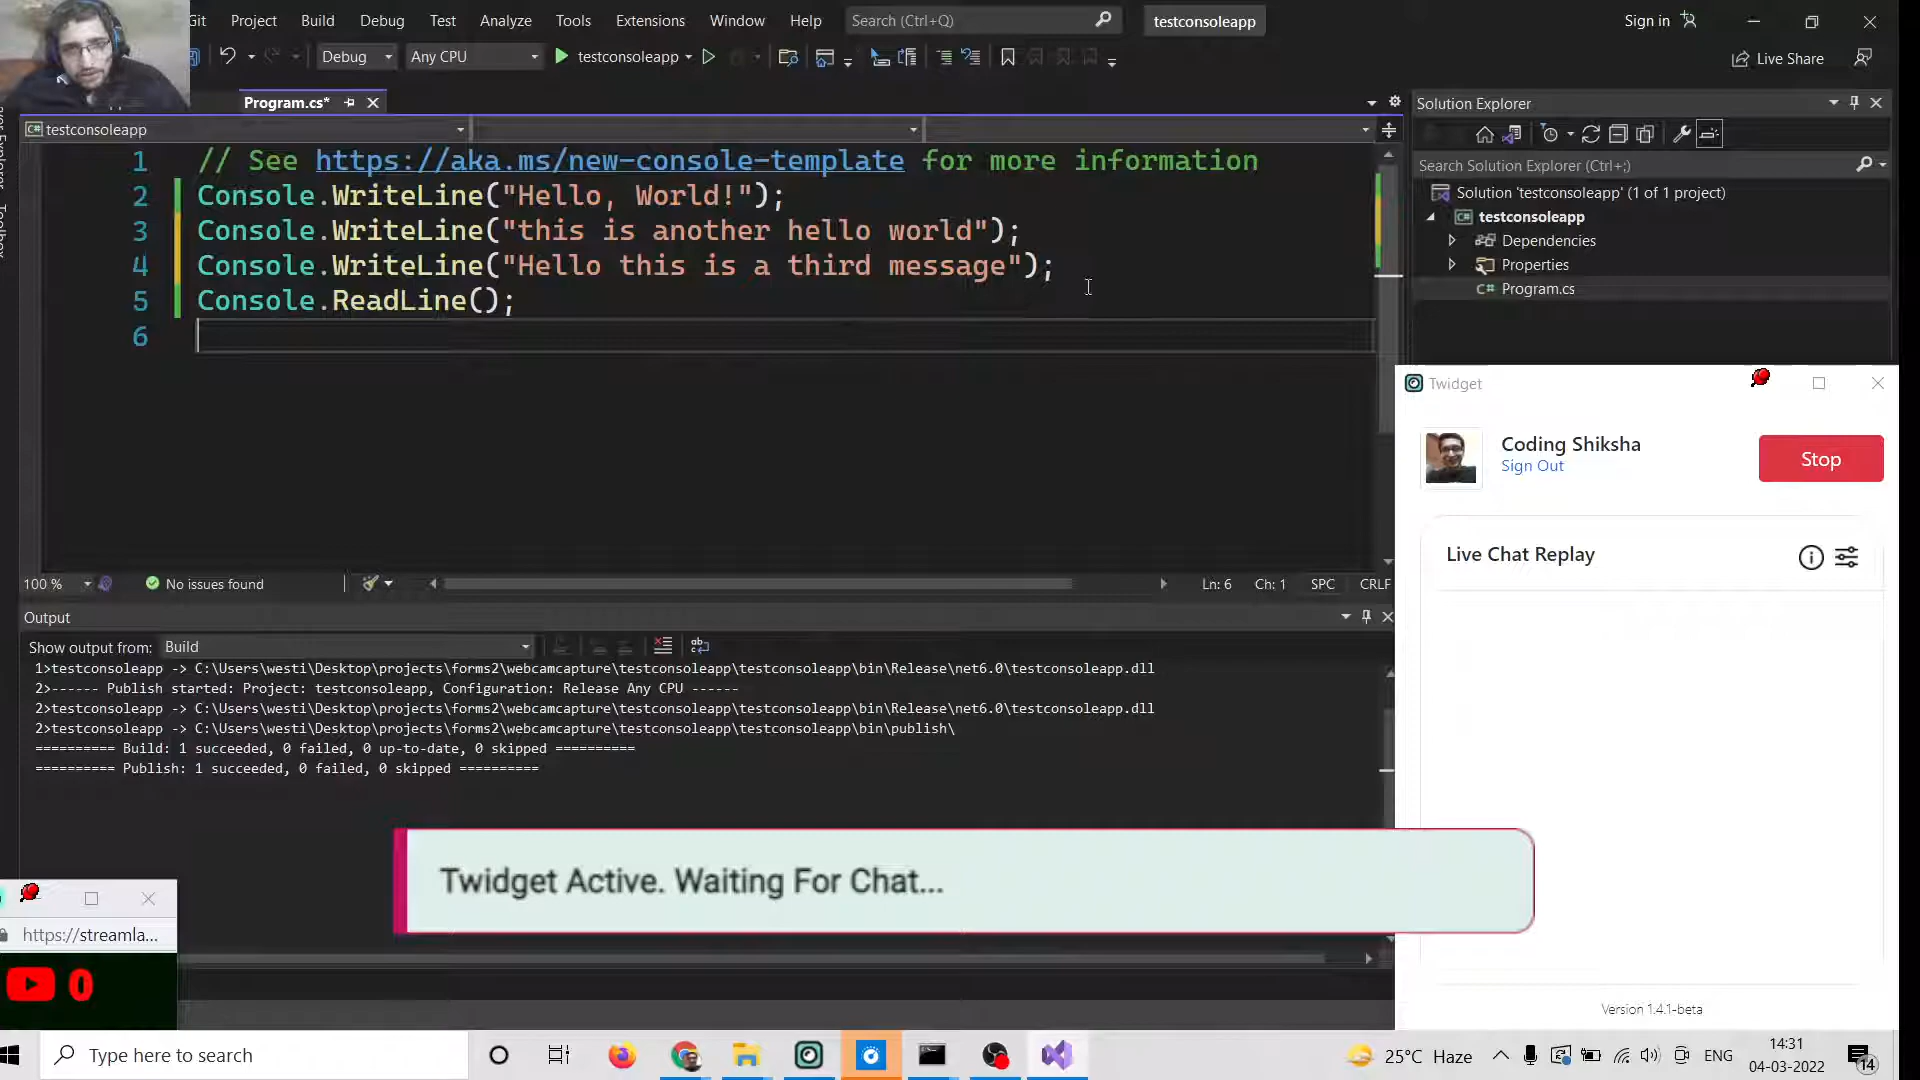 Git Project Build Debug Test Analyze Tools Extensions Window Help Search (Ctrl+Q) testconsoleapp Sign in
Debug Any CPU testconsoleapp Live Share
Program.cs*
C# testconsoleapp
1 // See https://aka.ms/new-console-template for more information
2 Console.WriteLine("Hello, World!");
3 Console.WriteLine("this is another hello world");
4 Console.WriteLine("Hello this is a third message");
5 Console.ReadLine();
6
100 % No issues found Ln: 6 Ch: 1 SPC CRLF
Solution Explorer
Search Solution Explorer (Ctrl+;)
Solution 'testconsoleapp' (1 of 1 project)
C# testconsoleapp
Dependencies
Properties
C# Program.cs
Output
Show output from: Build
1>testconsoleapp -> C:\Users\westi\Desktop\projects\forms2\webcamcapture\testconsoleapp\testconsoleapp\bin\Release\net6.0\testconsoleapp.dll
2>------ Publish started: Project: testconsoleapp, Configuration: Release Any CPU ------
2>testconsoleapp -> C:\Users\westi\Desktop\projects\forms2\webcamcapture\testconsoleapp\testconsoleapp\bin\Release\net6.0\testconsoleapp.dll
2>testconsoleapp -> C:\Users\westi\Desktop\projects\forms2\webcamcapture\testconsoleapp\testconsoleapp\bin\publish\
========== Build: 1 succeeded, 0 failed, 0 up-to-date, 0 skipped ==========
========== Publish: 1 succeeded, 0 failed, 0 skipped ==========
Twidget
Coding Shiksha
Sign Out
Stop
Live Chat Replay
Version 1.4.1-beta
Twidget Active. Waiting For Chat...
https://streamla...
0
Type here to search
25°C Haze ENG
14:31
04-03-2022
14